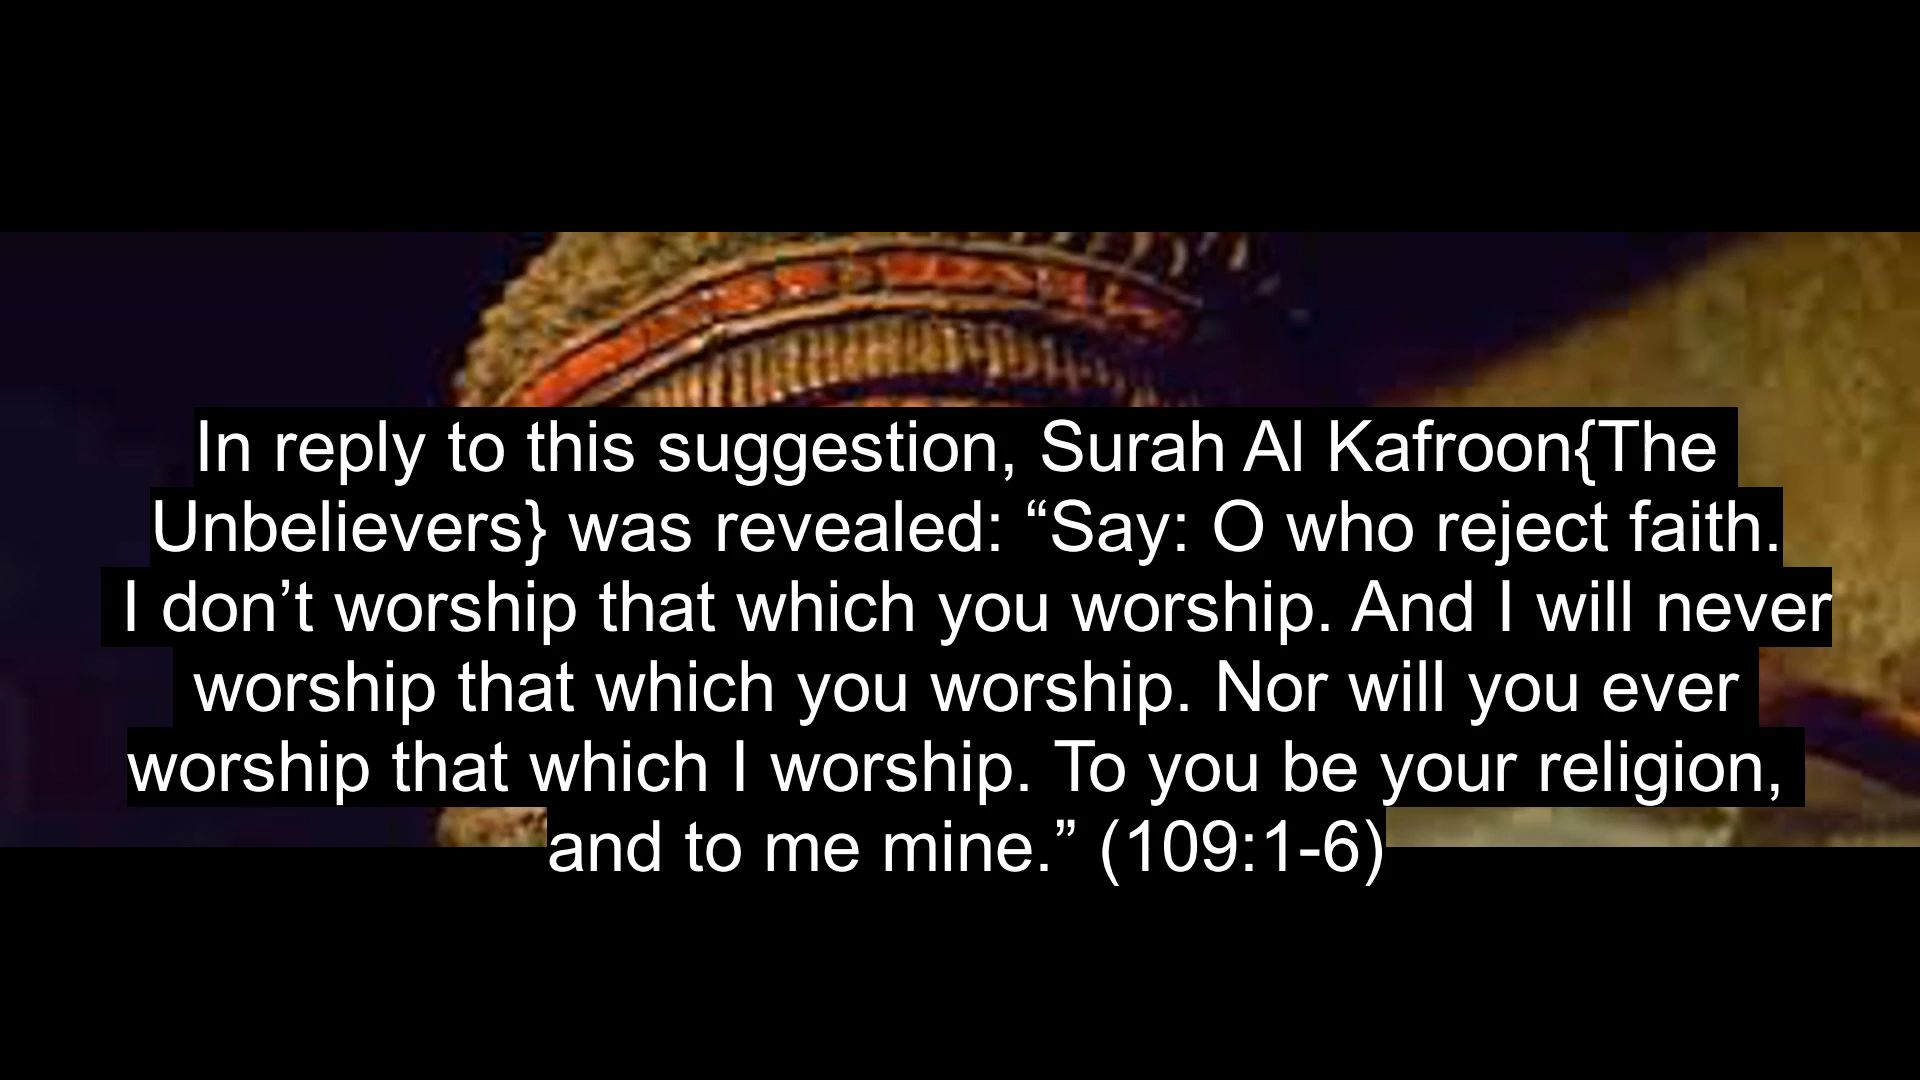 In reply to this suggestion, Surah Al Kafroon{The
Unbelievers} was revealed: “Say: O who reject faith.
I don’t worship that which you worship. And I will never
worship that which you worship. Nor will you ever
worship that which I worship. To you be your religion,
and to me mine.” (109:1-6)